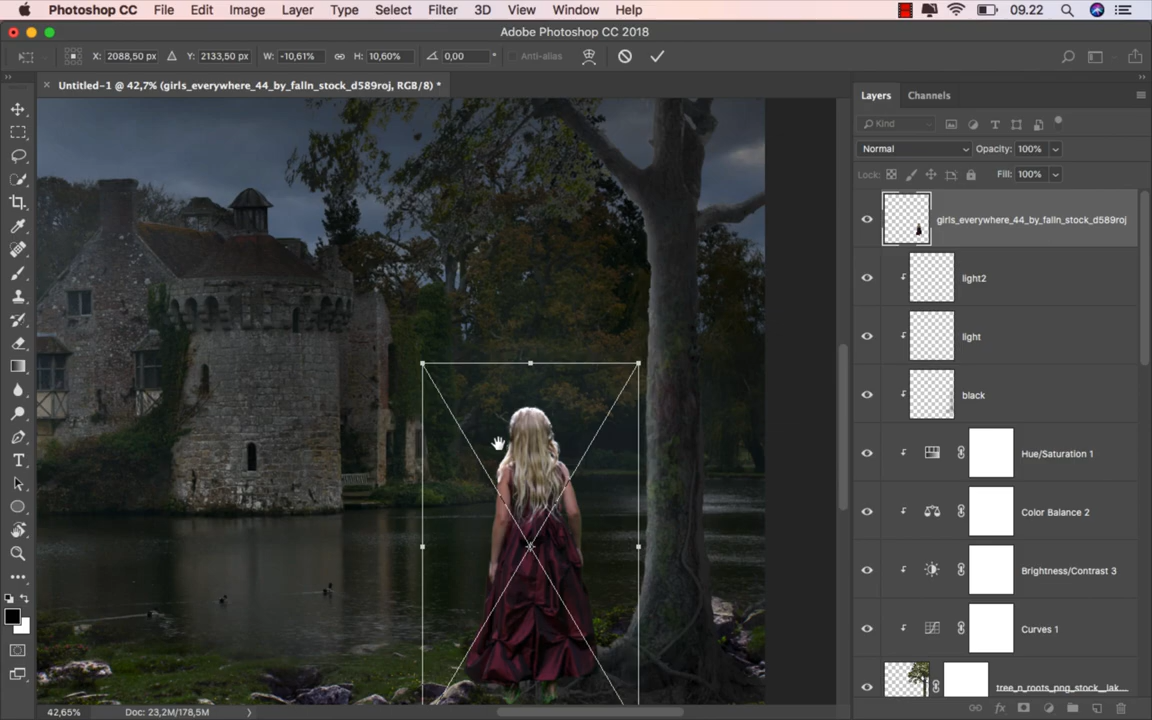 Photoshop CC File Edit Image Layer Type Select Filter 3D View Window Help 09.22
Adobe Photoshop CC 2018
X: 2088,50 px Y: 2133,50 px W: -10,61% H: 10,60% 0,00 ° Anti-alias
Untitled-1 @ 42,7% (girls_everywhere_44_by_falln_stock_d589roj, RGB/8) *
Layers Channels
Kind
Normal Opacity: 100%
Lock: Fill: 100%
girls_everywhere_44_by_falln_stock_d589roj
light2
light
black
Hue/Saturation 1
Color Balance 2
Brightness/Contrast 3
Curves 1
tree_n_roots_png_stock__lak...
42,65% Doc: 23,2M/178,5M